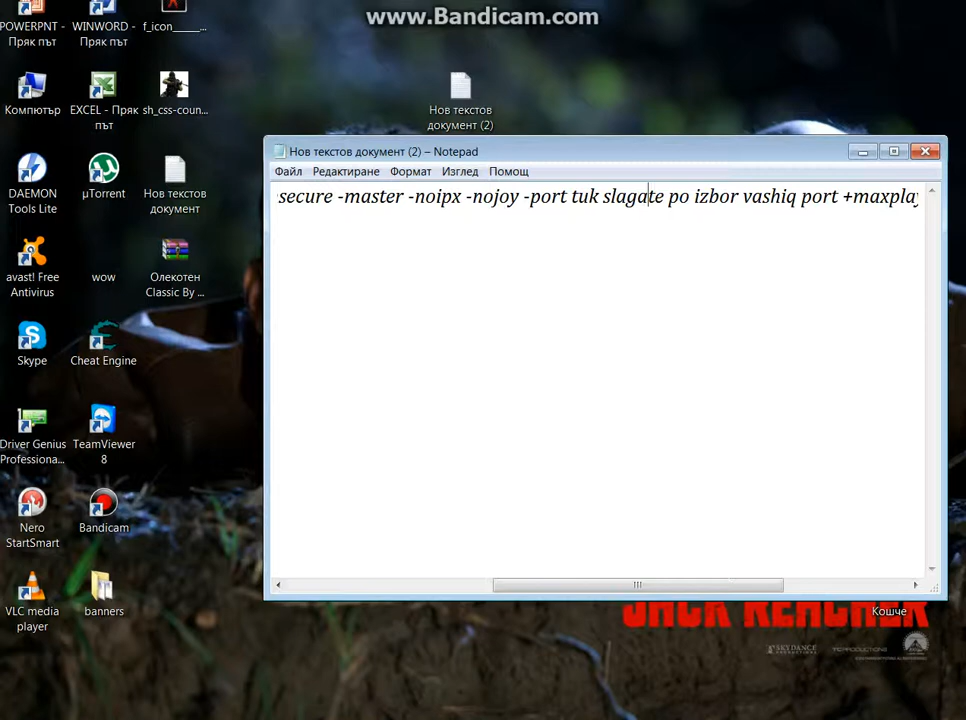 www.Bandicam.com
POWERPNT - Пряк път
WINWORD - Пряк път
f_icon_____...
Компютър
EXCEL - Пряк път
sh_css-coun...
Нов текстов документ (2)
DAEMON Tools Lite
µTorrent
Нов текстов документ
avast! Free Antivirus
wow
Олекотен Classic By ...
Skype
Cheat Engine
Driver Genius Professiona...
TeamViewer 8
Nero StartSmart
Bandicam
VLC media player
banners
Нов текстов документ (2) – Notepad
Файл Редактиране Формат Изглед Помощ
secure -master -noipx -nojoy -port tuk slagate po izbor vashiq port +maxplay
JACK REACHER
Кошче
SKYDANCE